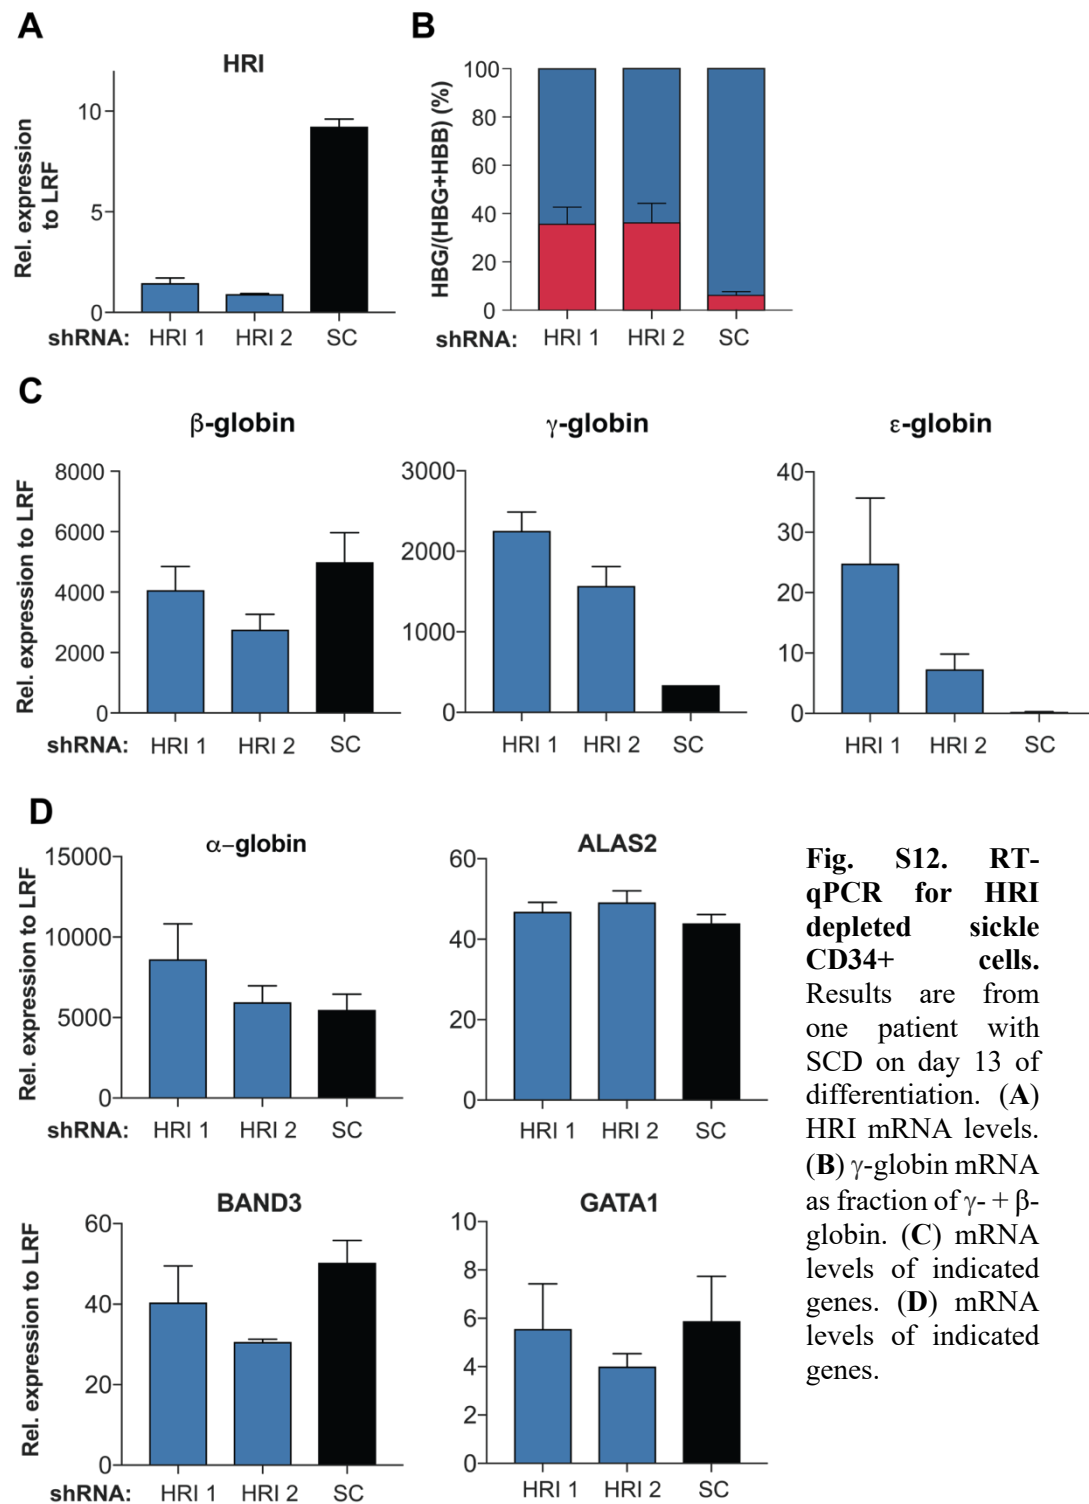 A
HRI
Rel. expression
to LRF
10
5
0
shRNA: HRI 1 HRI 2 SC
B
HBG/(HBG+HBB) (%)
100
80
60
40
20
0
shRNA: HRI 1 HRI 2 SC
C
β-globin
Rel. expression to LRF
8000
6000
4000
2000
0
shRNA: HRI 1 HRI 2 SC
γ-globin
3000
2000
1000
0
HRI 1 HRI 2 SC
ε-globin
40
30
20
10
0
HRI 1 HRI 2 SC
D
α–globin
Rel. expression to LRF
15000
10000
5000
0
shRNA: HRI 1 HRI 2 SC
ALAS2
60
40
20
0
HRI 1 HRI 2 SC
BAND3
Rel. expression to LRF
60
40
20
0
shRNA: HRI 1 HRI 2 SC
GATA1
10
8
6
4
2
0
HRI 1 HRI 2 SC
Fig. S12. RT-
qPCR for HRI
depleted sickle
CD34+ cells.
Results are from
one patient with
SCD on day 13 of
differentiation. (A)
HRI mRNA levels.
(B) γ-globin mRNA
as fraction of γ- + β-
globin. (C) mRNA
levels of indicated
genes. (D) mRNA
levels of indicated
genes.